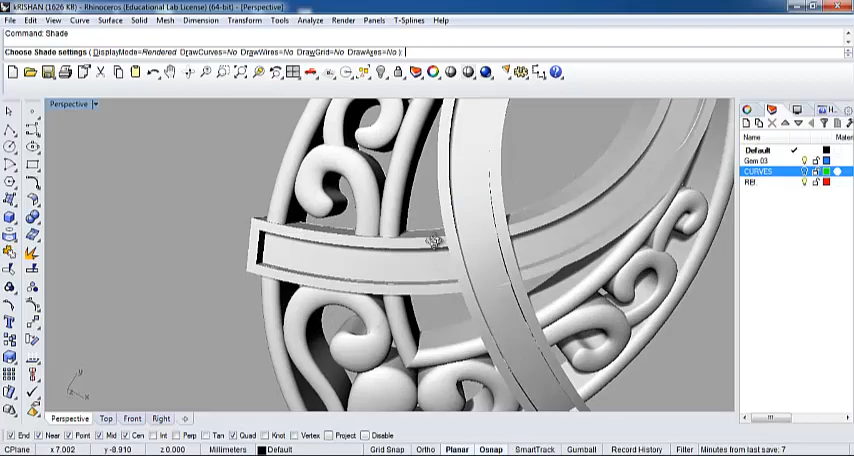 kRISHAN (1626 KB) - Rhinoceros (Educational Lab License) (64-bit) - [Perspective]
File Edit View Curve Surface Solid Mesh Dimension Transform Tools Analyze Render Panels T-Splines Help
Command: Shade
Choose Shade settings ( DisplayMode=Rendered DrawCurves=No DrawWires=No DrawGrid=No DrawAxes=No ):
Perspective
H...
Name Mater
Default
Gem 03
CURVES
REF.
y
z x
Perspective Top Front Right
End Near Point Mid Cen Int Perp Tan Quad Knot Vertex Project Disable
CPlane x 7.002 y -8.910 z 0.000 Millimeters Default Grid Snap Ortho Planar Osnap SmartTrack Gumball Record History Filter Minutes from last save: 7